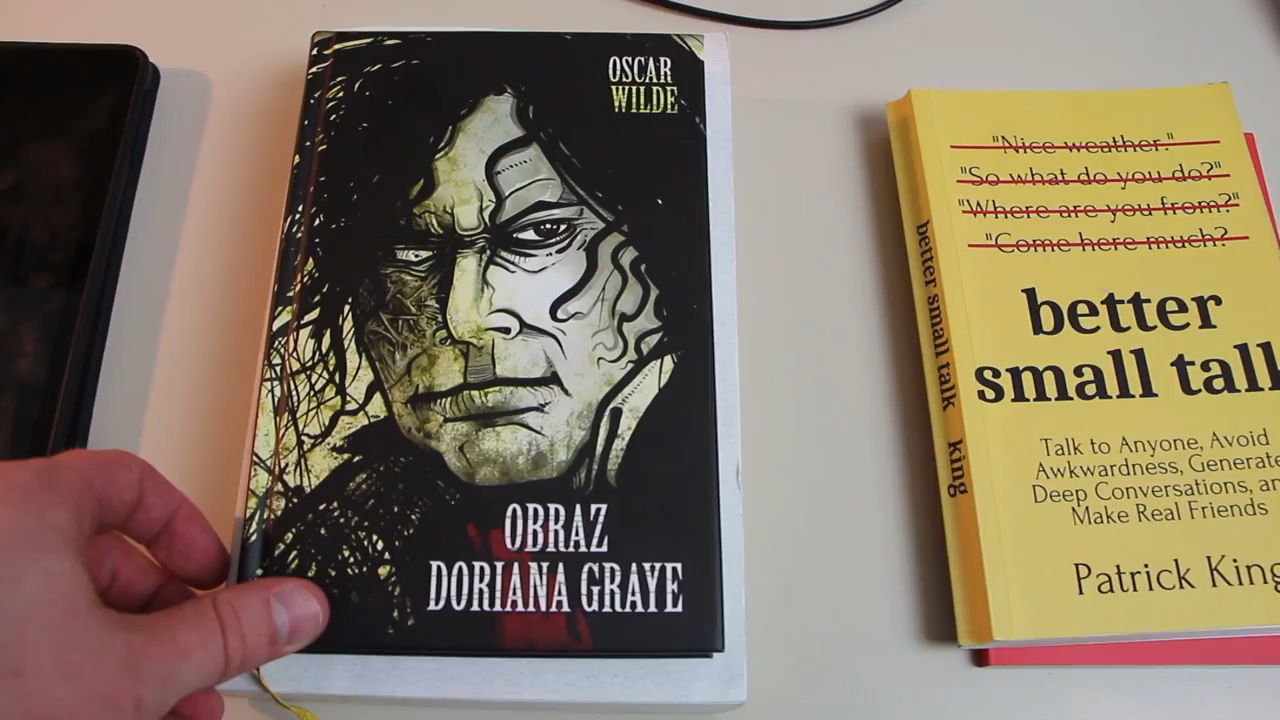 OSCAR
WILDE
OBRAZ
DORIANA GRAYE
"Nice weather."
"So what do you do?"
"Where are you from?"
"Come here much?
better
small talk
Talk to Anyone, Avoid
Awkwardness, Generate
Deep Conversations, and
Make Real Friends
Patrick King
better small talk king